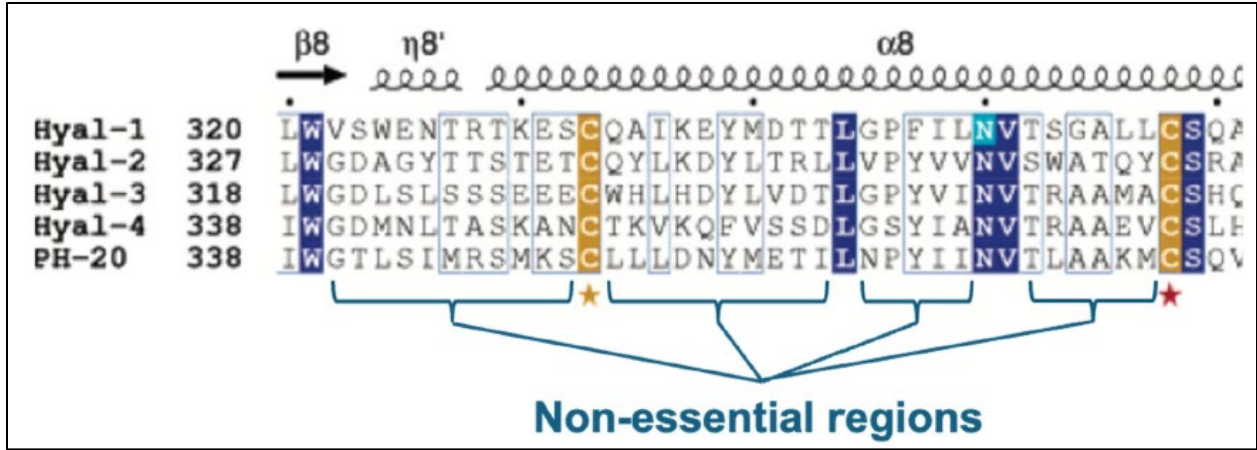 β8 η8' α8
Hyal-1 320 LWVSWENTRTKESCQAIKEYMDTTLGPFILNVTSGALLCSQA
Hyal-2 327 LWGDAGYTTSTETCQYLKDYLTRLLVPYVVNVSWATQYCSRA
Hyal-3 318 LWGDLSLSSSEEECWHLHDYLVDTLGPYVINVTRAAMACSHQ
Hyal-4 338 IWGDMNLTASKANCTKVKQFVSSDLGSYIANVTRAAEVCSLH
PH-20 338 IWGTLSIMRSMKSCLLLDNYMETILNPYIINVTLAAKMCSQV
Non-essential regions